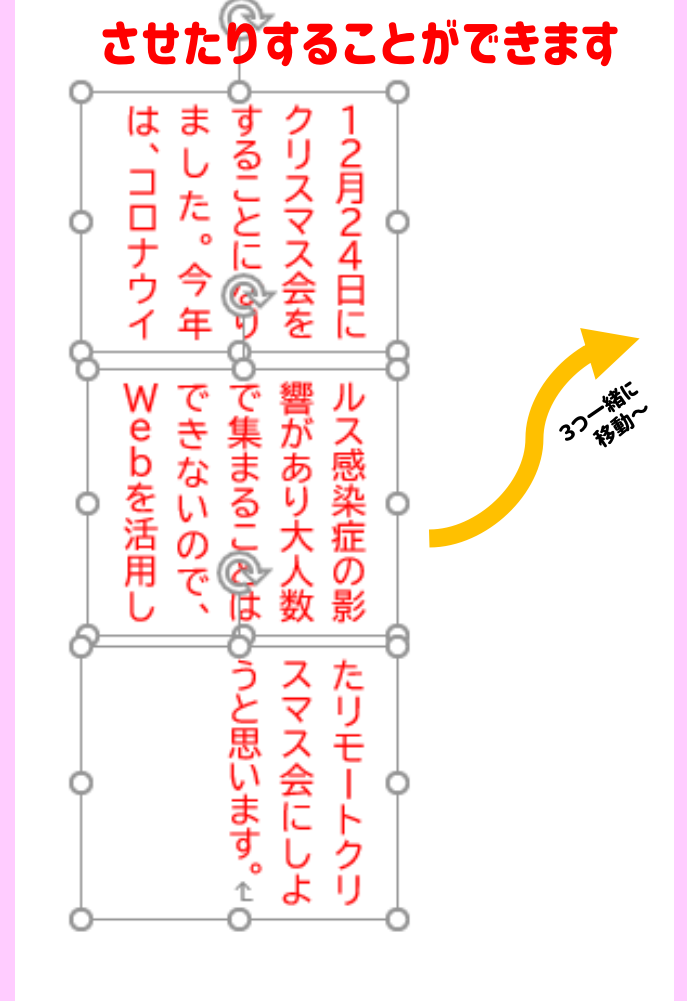 させたりすることができます
１２月２４日に
クリスマス会を
することになり
ました。今年
は、コロナウイ
ルス感染症の影
響があり大人数
で集まることは
できないので、
Ｗｅｂを活用し
たリモートクリ
スマス会にしよ
うと思います。
3つ一緒に
移動～